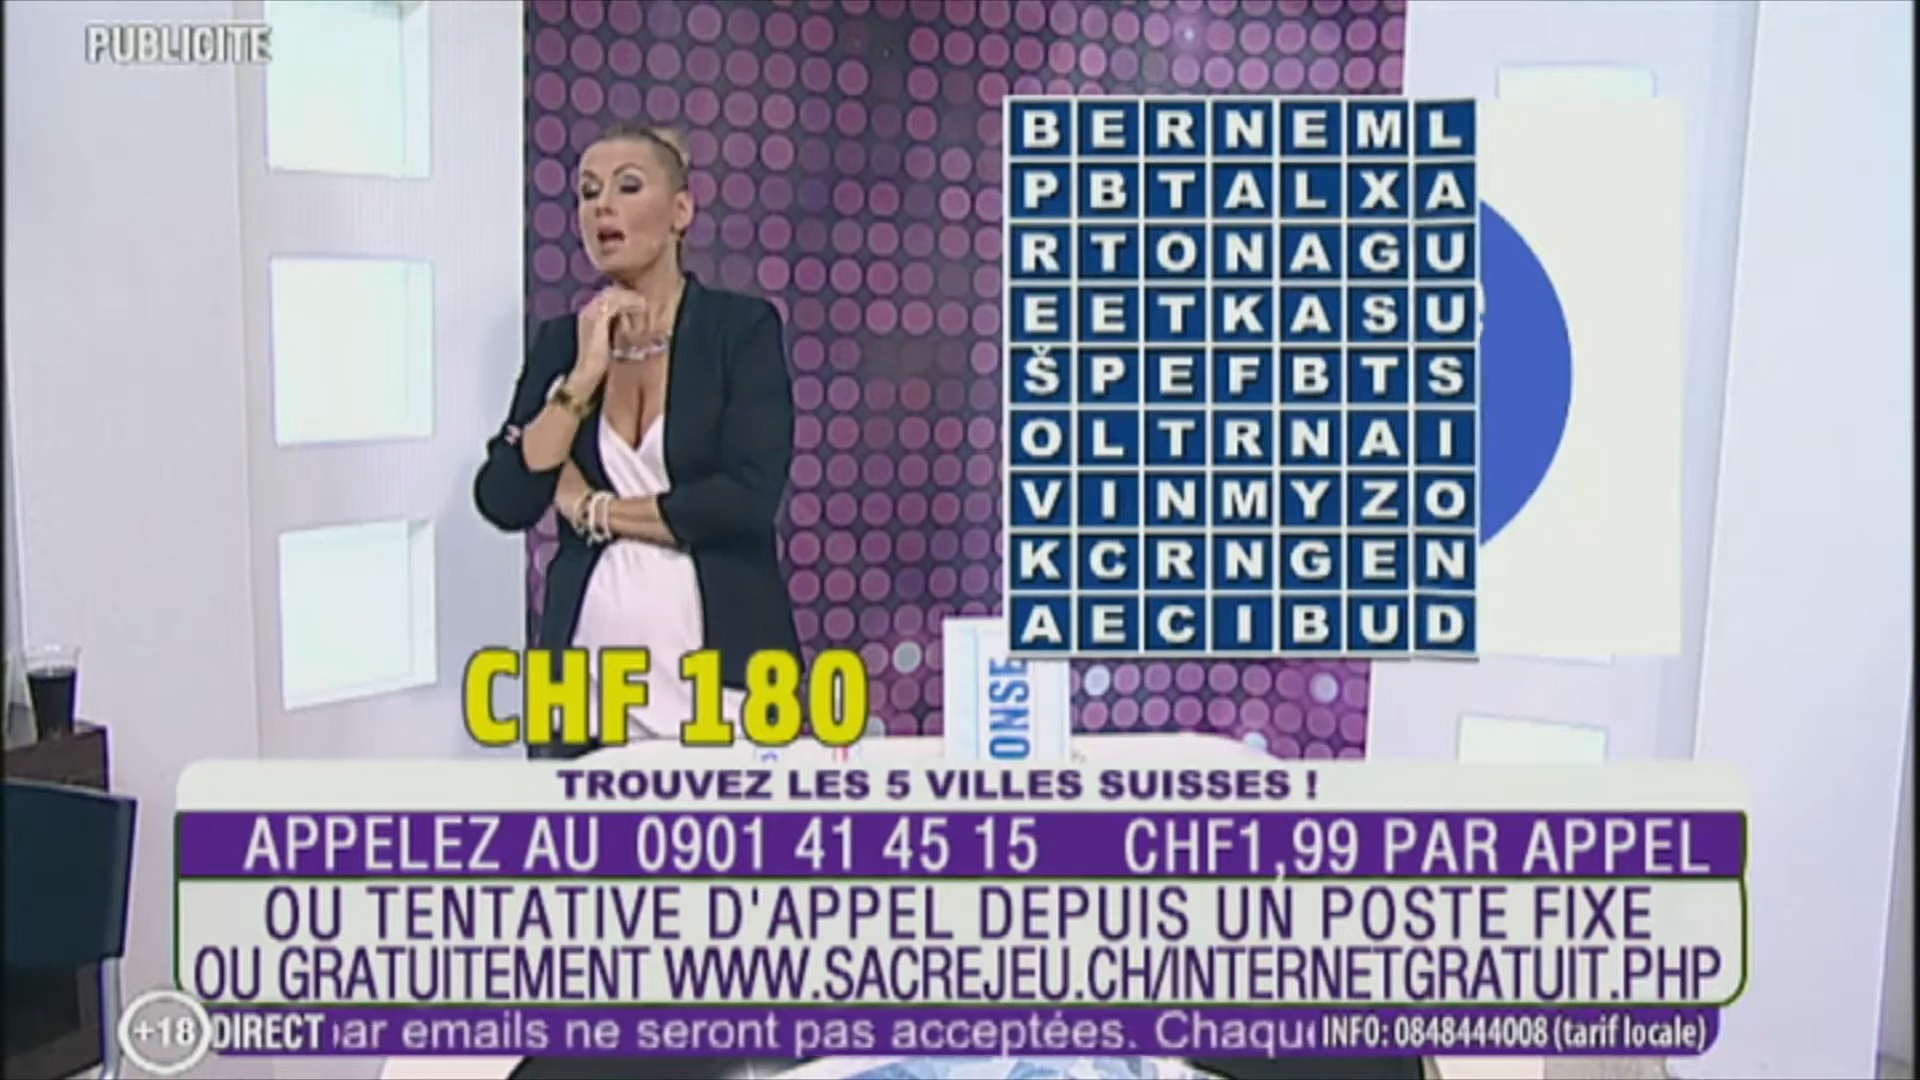 PUBLICITE
B E R N E M L
P B T A L X A
R T O N A G U
E E T K A S U
Š P E F B T S
O L T R N A I
V I N M Y Z O
K C R N G E N
A E C I B U D
ONSE
CHF 180
TROUVEZ LES 5 VILLES SUISSES !
APPELEZ AU 0901 41 45 15 CHF1,99 PAR APPEL
OU TENTATIVE D'APPEL DEPUIS UN POSTE FIXE
OU GRATUITEMENT WWW.SACREJEU.CH/INTERNETGRATUIT.PHP
+18 DIRECT par emails ne seront pas acceptées. Chaqu INFO: 0848444008 (tarif locale)